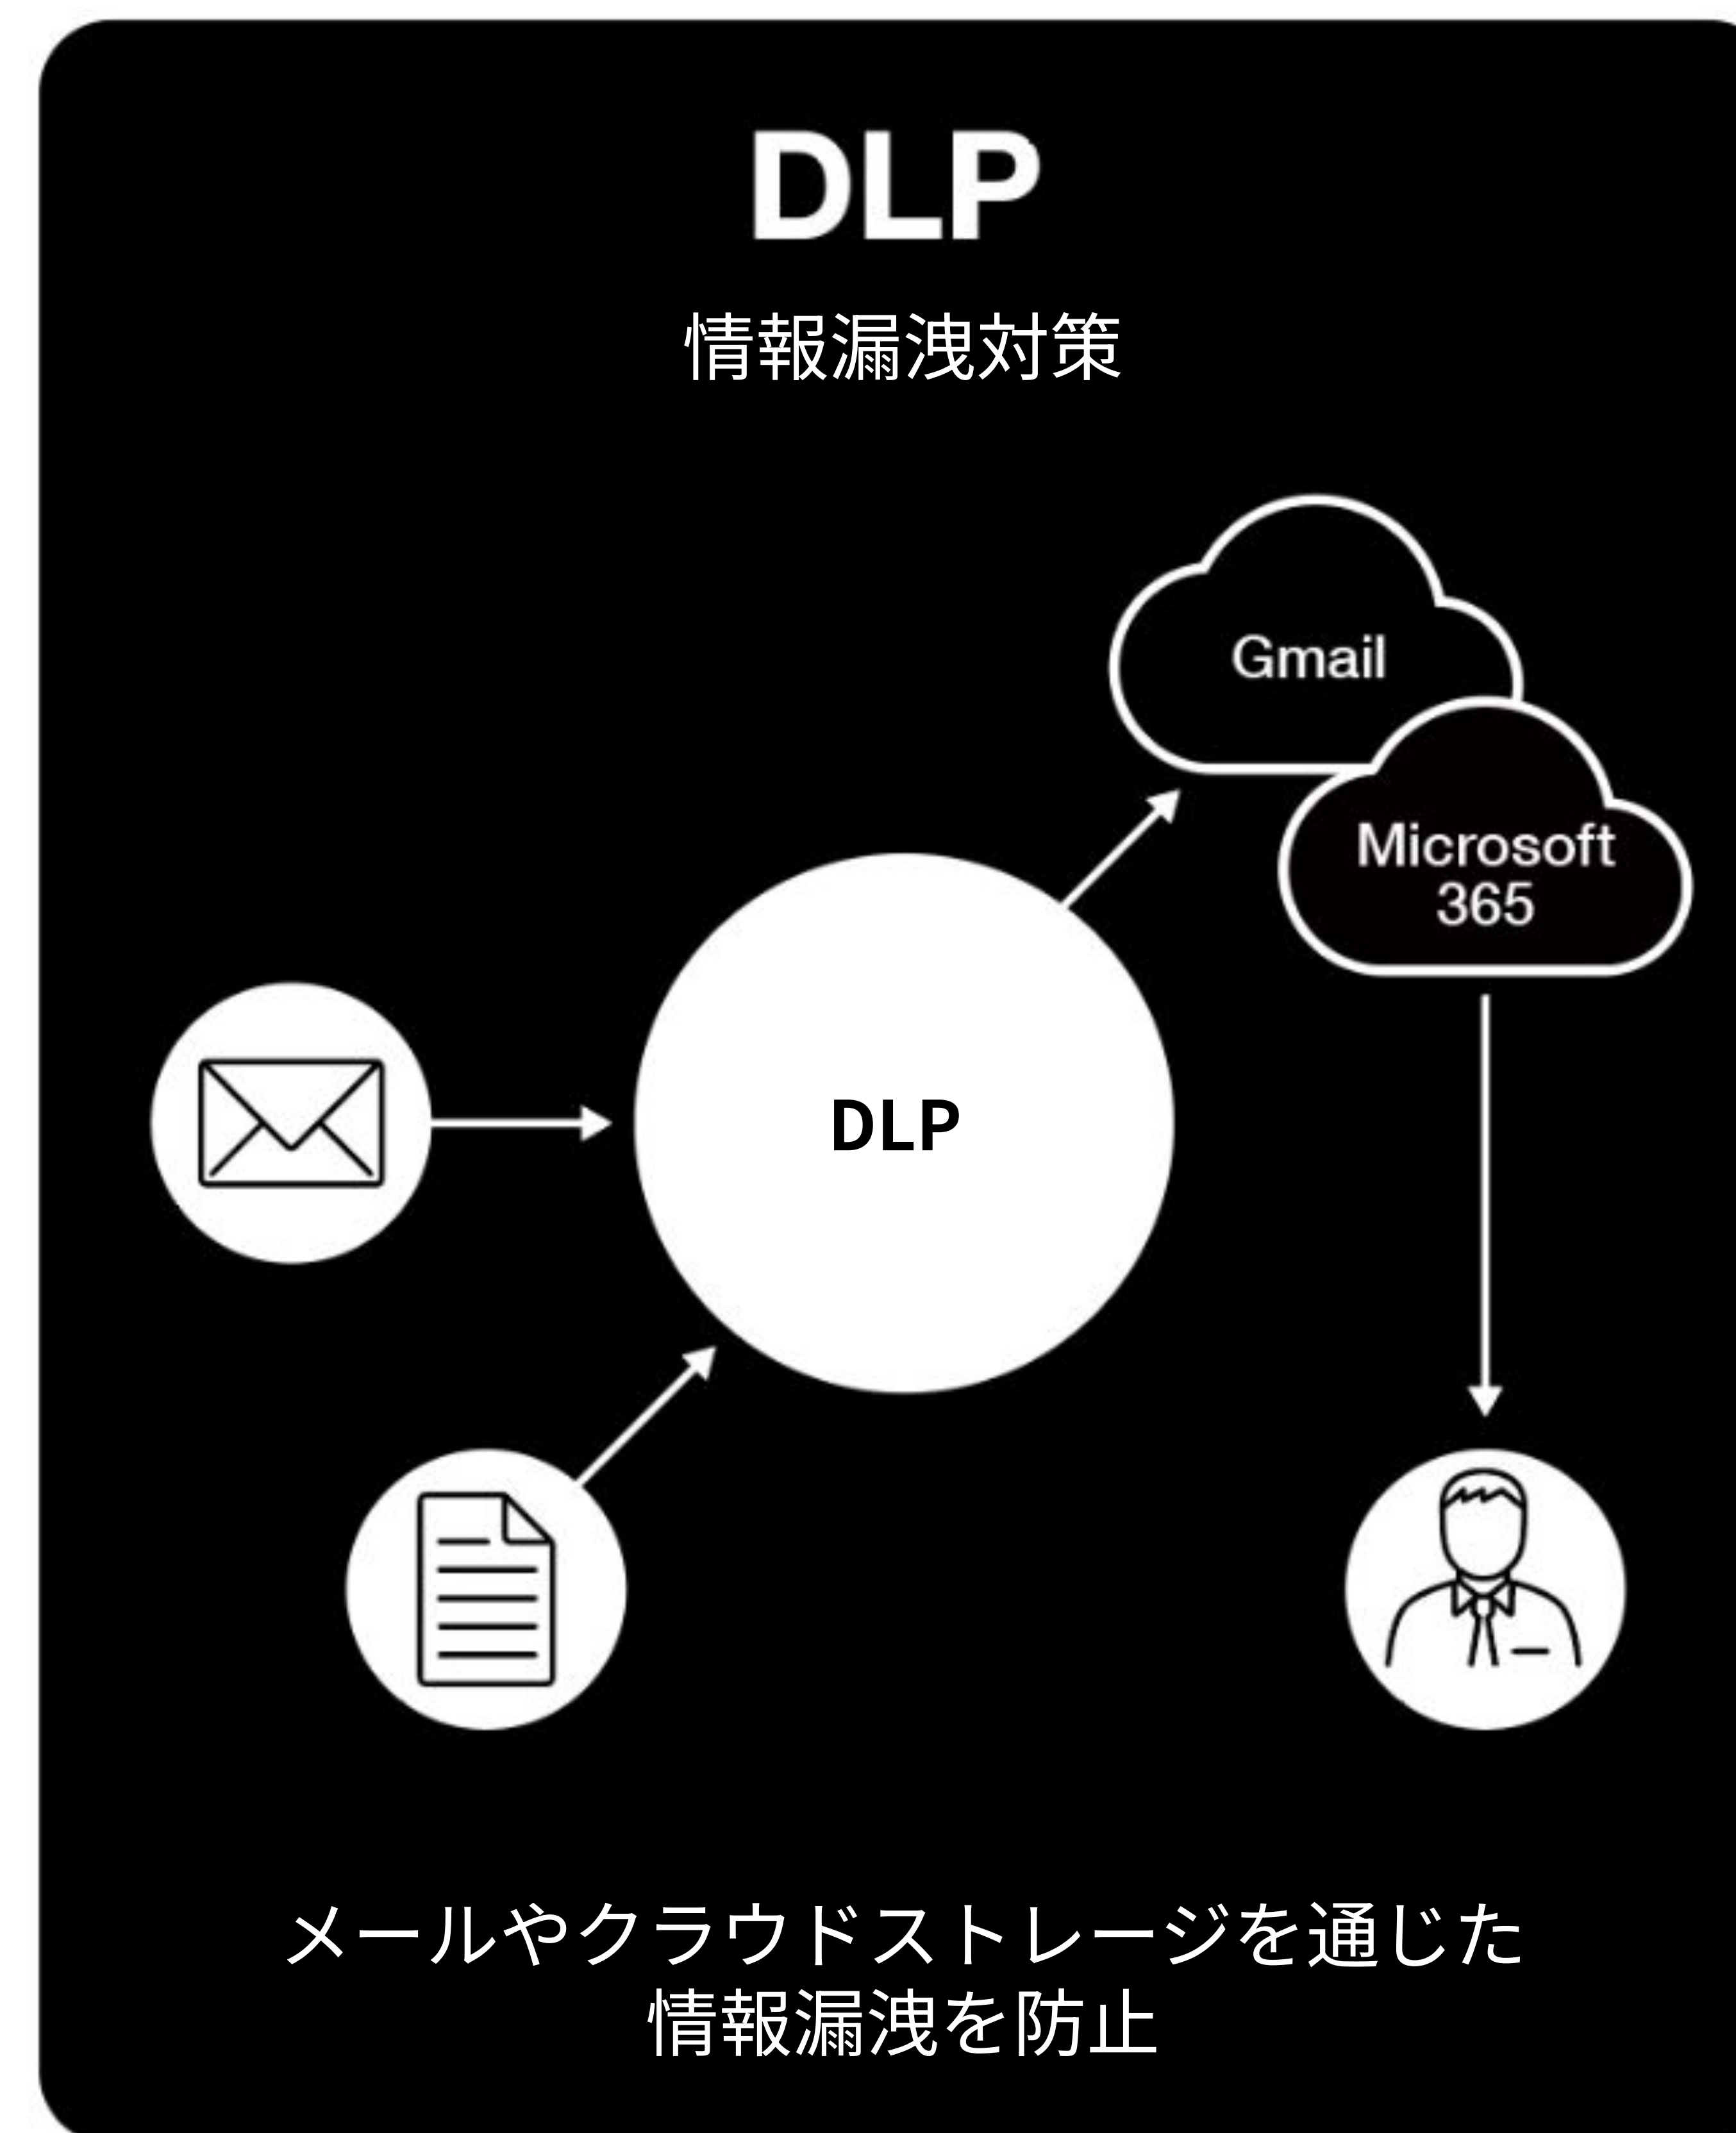 DLP
情報漏洩対策
Gmail
Microsoft
365
DLP
メールやクラウドストレージを通じた
情報漏洩を防止